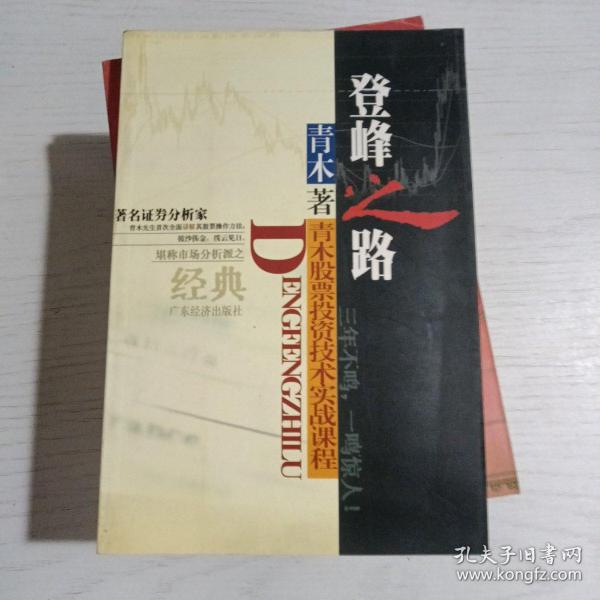 登峰之路
三年不鸣，一鸣惊人！
青木 著
青木股票投资技术实战课程
DENGFENGZHILU
著名证券分析家
青木先生首次全面详解其股票操作方法，
披沙拣金，拨云见日，
堪称市场分析派之
经典
广东经济出版社
孔夫子旧书网
www.kongfz.com